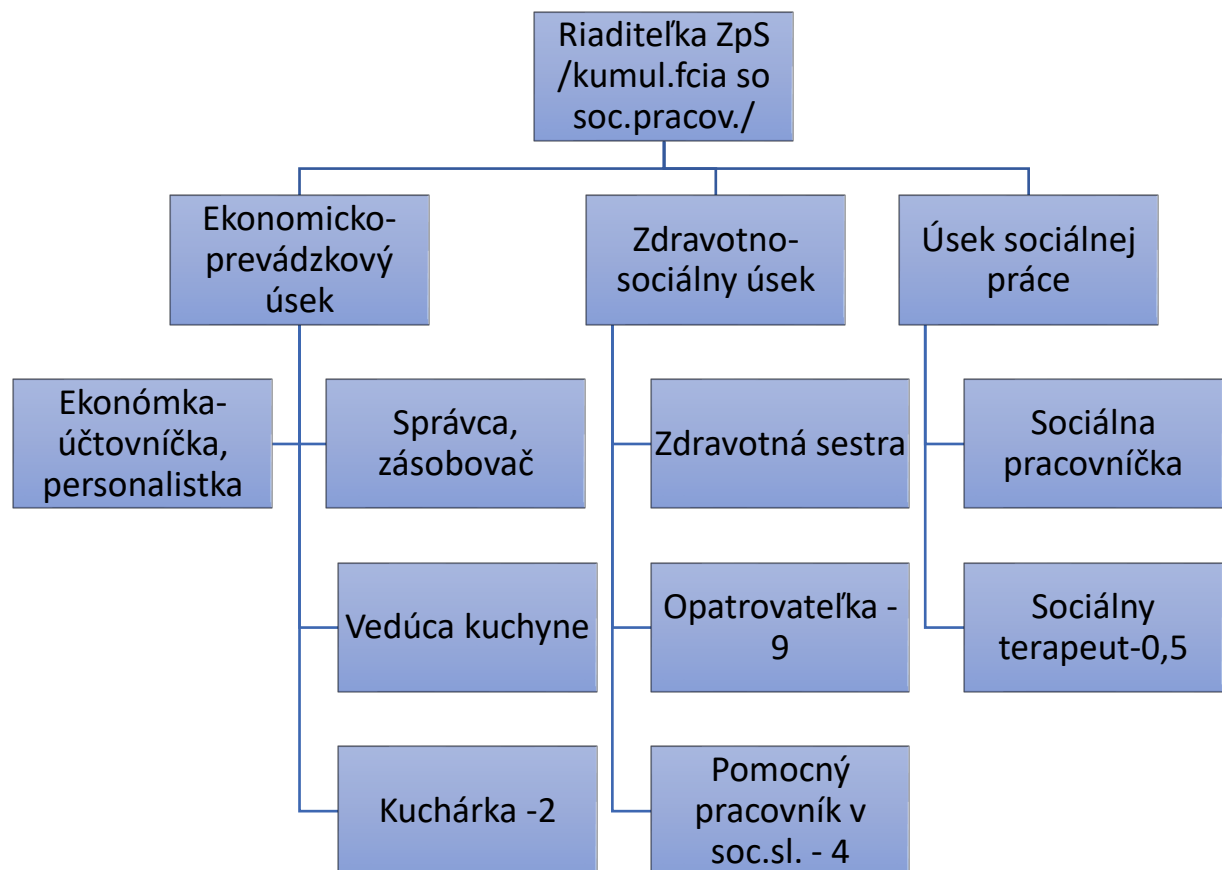 Riaditeľka ZpS
/kumul.fcia so
soc.pracov./
Ekonomicko-
prevádzkový
úsek
Zdravotno-
sociálny úsek
Úsek sociálnej
práce
Ekonómka-
účtovníčka,
personalistka
Správca,
zásobovač
Zdravotná sestra
Sociálna
pracovníčka
Vedúca kuchyne
Opatrovateľka -
9
Sociálny
terapeut-0,5
Kuchárka -2
Pomocný
pracovník v
soc.sl. - 4